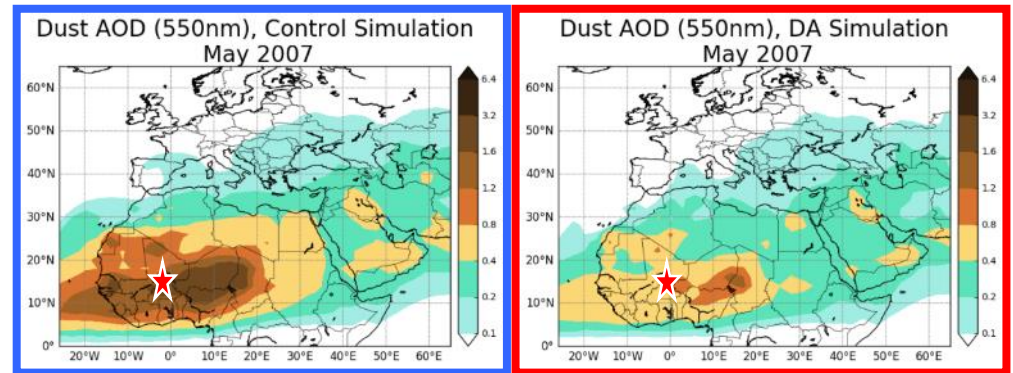 Dust AOD (550nm), Control Simulation
May 2007
60°N
50°N
40°N
30°N
20°N
10°N
0°
20°W 10°W 0° 10°E 20°E 30°E 40°E 50°E 60°E
6.4
3.2
1.6
1.2
0.8
0.4
0.2
0.1
Dust AOD (550nm), DA Simulation
May 2007
60°N
50°N
40°N
30°N
20°N
10°N
0°
20°W 10°W 0° 10°E 20°E 30°E 40°E 50°E 60°E
6.4
3.2
1.6
1.2
0.8
0.4
0.2
0.1